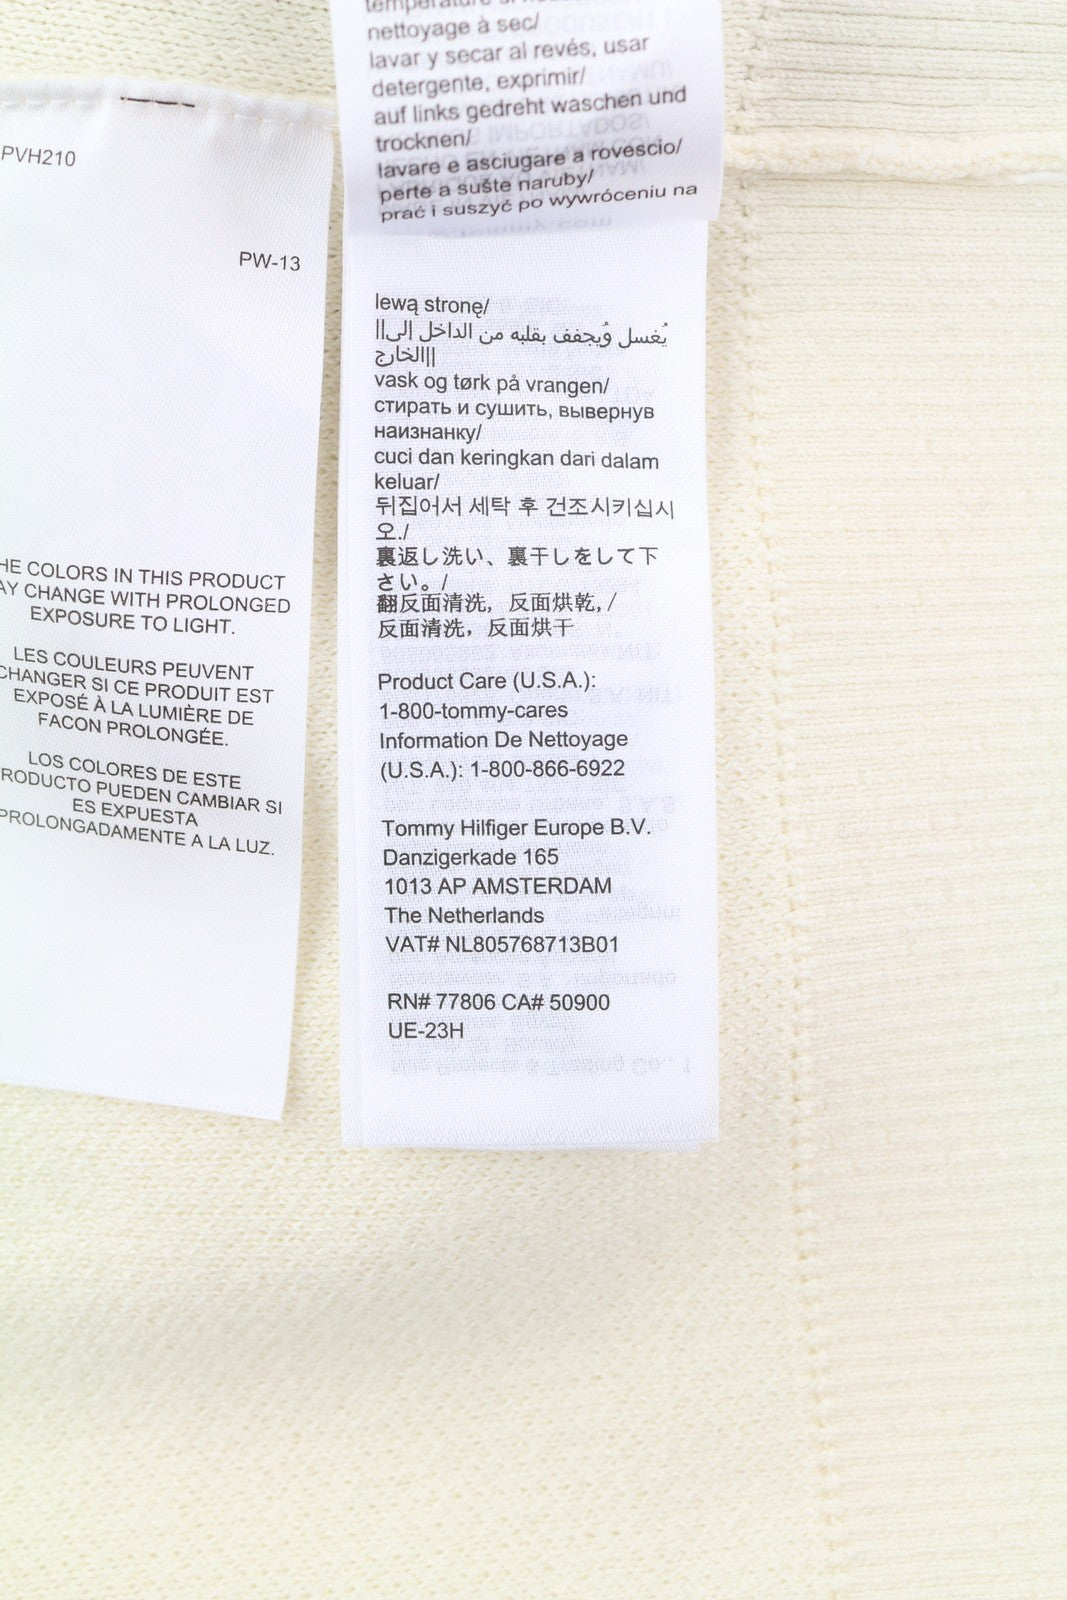 PVH210
PW-13
HE COLORS IN THIS PRODUCT
AY CHANGE WITH PROLONGED
EXPOSURE TO LIGHT.
LES COULEURS PEUVENT
CHANGER SI CE PRODUIT EST
EXPOSÉ À LA LUMIÈRE DE
FACON PROLONGÉE.
LOS COLORES DE ESTE
RODUCTO PUEDEN CAMBIAR SI
ES EXPUESTA
PROLONGADAMENTE A LA LUZ.
nettoyage à sec/
lavar y secar al revés, usar
detergente, exprimir/
auf links gedreht waschen und
trocknen/
lavare e asciugare a rovescio/
perte a sušte naruby/
prać i suszyć po wywróceniu na
lewą stronę/
يُغسل ويُجفف بقلبه من الداخل إلى||
||الخارج
vask og tørk på vrangen/
стирать и сушить, вывернув
наизнанку/
cuci dan keringkan dari dalam
keluar/
뒤집어서 세탁 후 건조시키십시
오./
裏返し洗い、裏干しをして下
さい。/
翻反面清洗，反面烘乾, /
反面清洗，反面烘干
Product Care (U.S.A.):
1-800-tommy-cares
Information De Nettoyage
(U.S.A.): 1-800-866-6922
Tommy Hilfiger Europe B.V.
Danzigerkade 165
1013 AP AMSTERDAM
The Netherlands
VAT# NL805768713B01
RN# 77806 CA# 50900
UE-23H